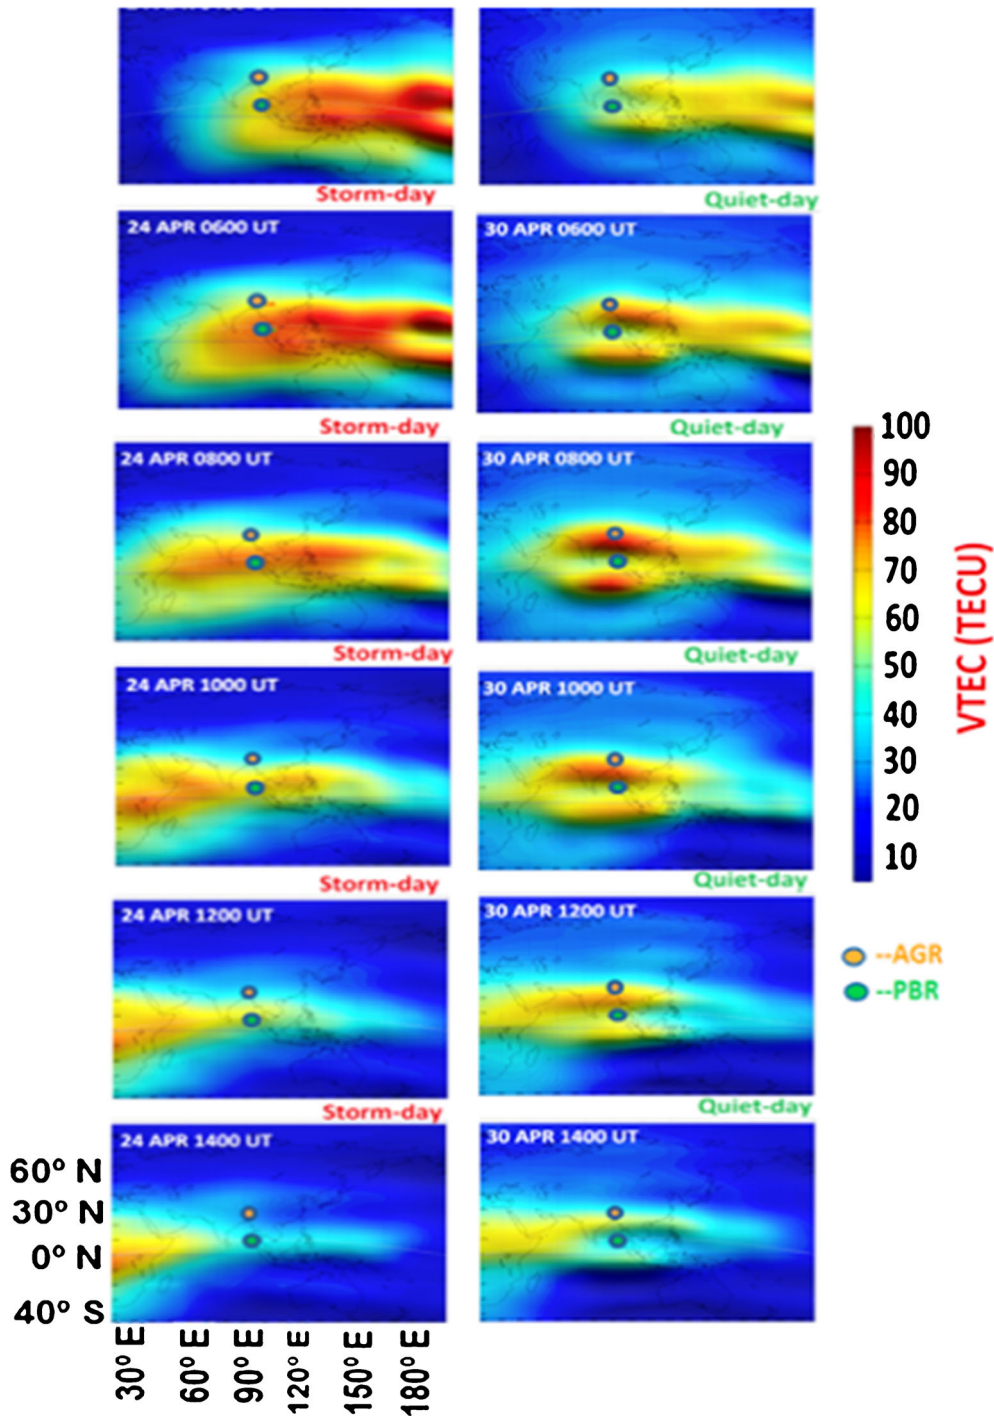 Storm-day Quiet-day
24 APR 0600 UT 30 APR 0600 UT
Storm-day Quiet-day
24 APR 0800 UT 30 APR 0800 UT
Storm-day Quiet-day
24 APR 1000 UT 30 APR 1000 UT
Storm-day Quiet-day
24 APR 1200 UT 30 APR 1200 UT
Storm-day Quiet-day
24 APR 1400 UT 30 APR 1400 UT
60° N
30° N
0° N
40° S
30° E
60° E
90° E
120° E
150° E
180° E
100
90
80
70
60
50
40
30
20
10
VTEC (TECU)
--AGR
--PBR